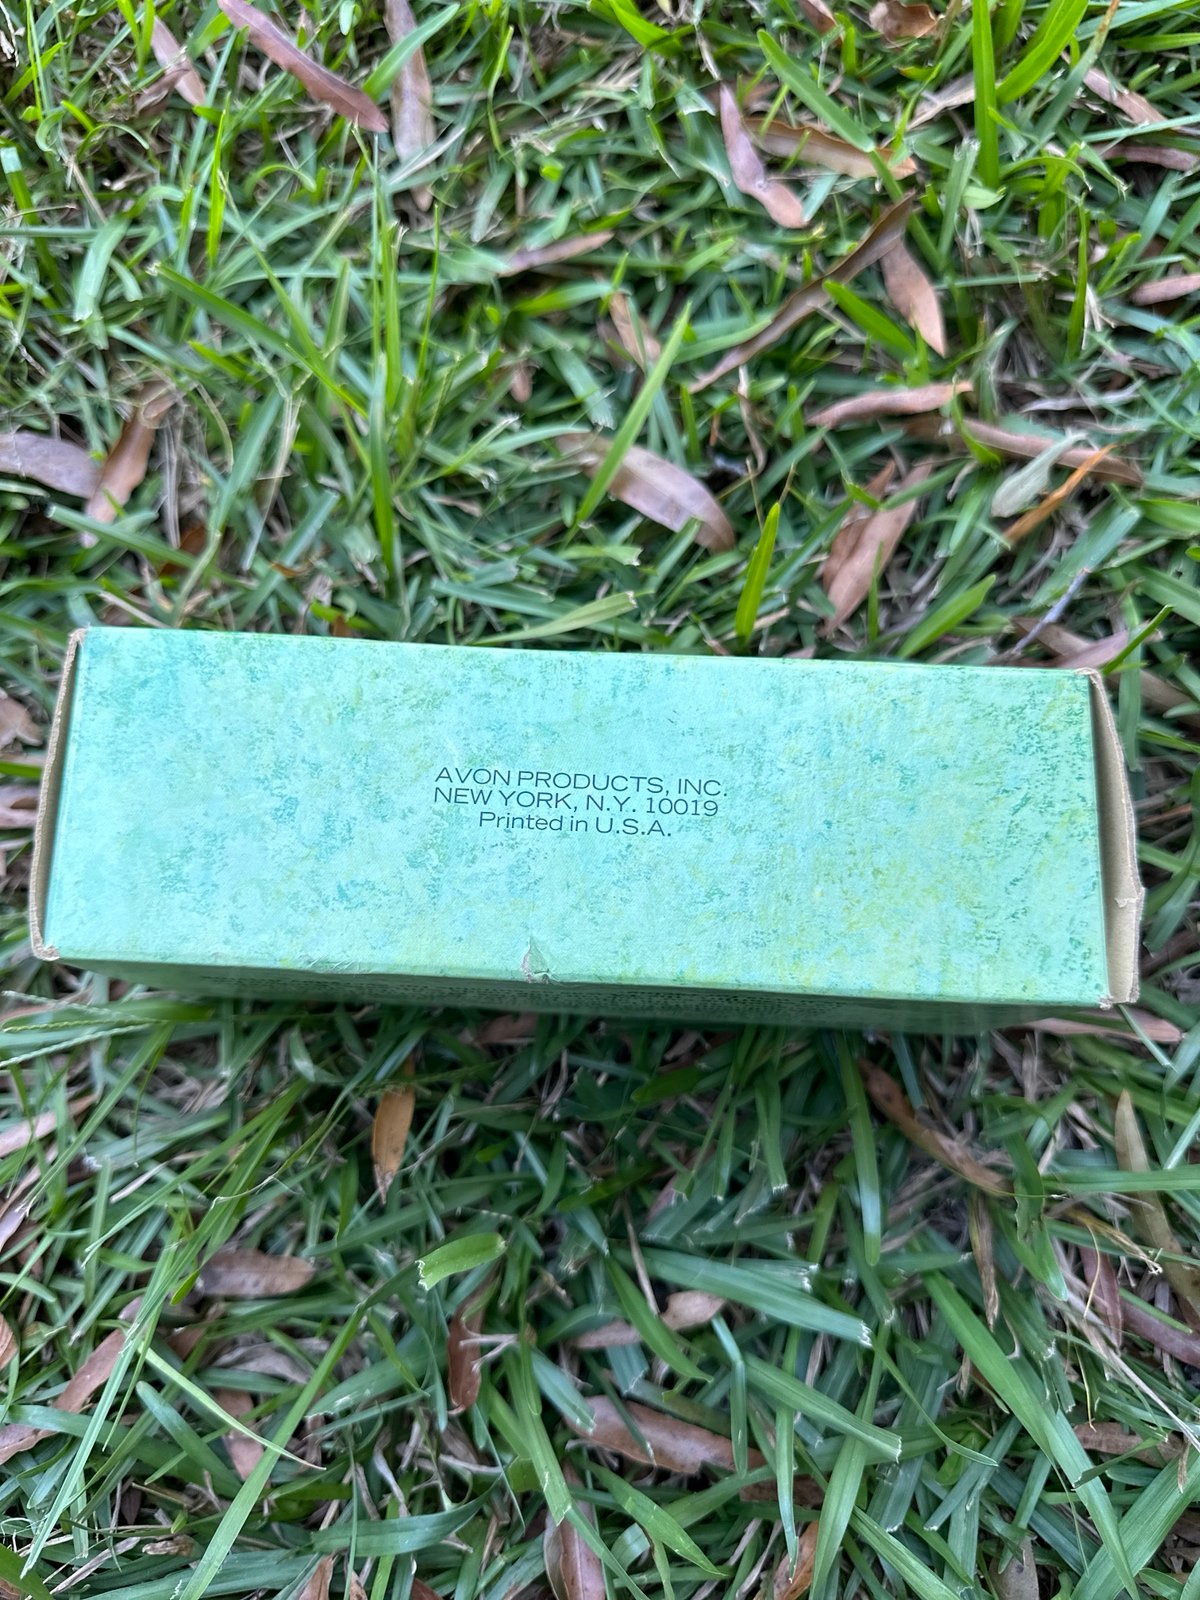 AVON PRODUCTS, INC.
NEW YORK, N.Y. 10019
Printed in U.S.A.